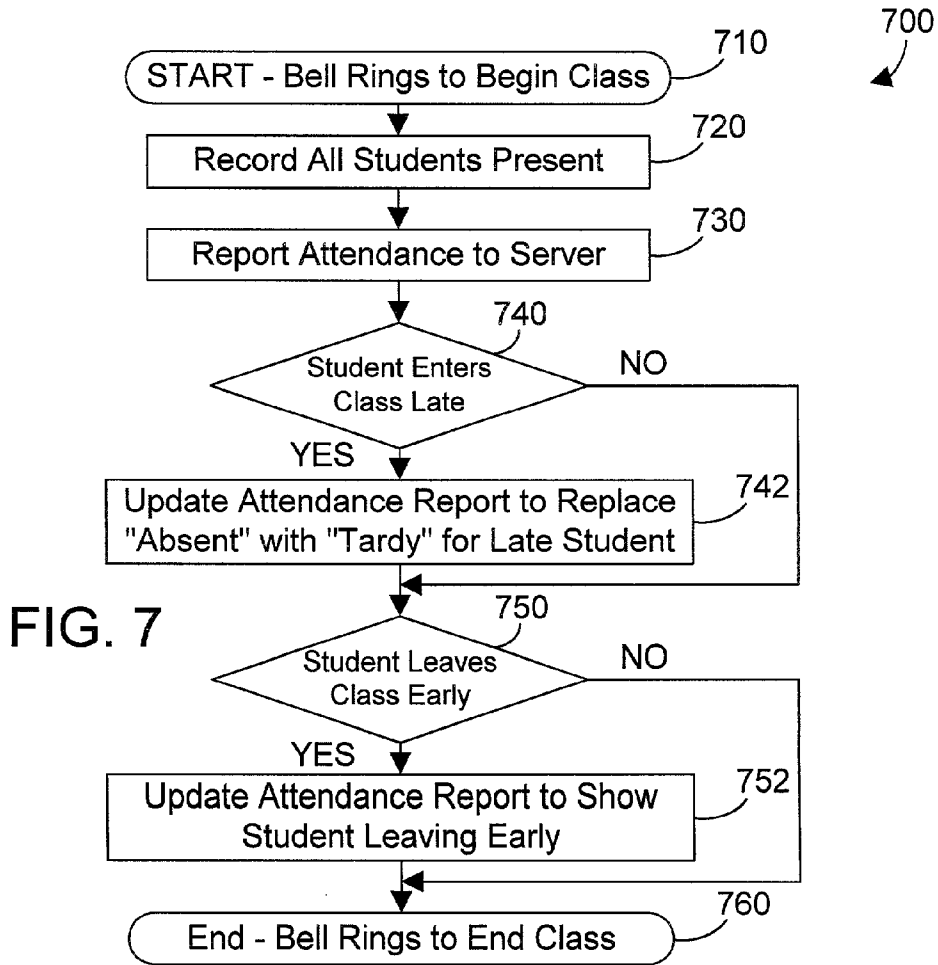 700
710
START - Bell Rings to Begin Class
720
Record All Students Present
730
Report Attendance to Server
740
Student Enters
Class Late
NO
YES
742
Update Attendance Report to Replace
"Absent" with "Tardy" for Late Student
FIG. 7
750
Student Leaves
Class Early
NO
YES
752
Update Attendance Report to Show
Student Leaving Early
760
End - Bell Rings to End Class